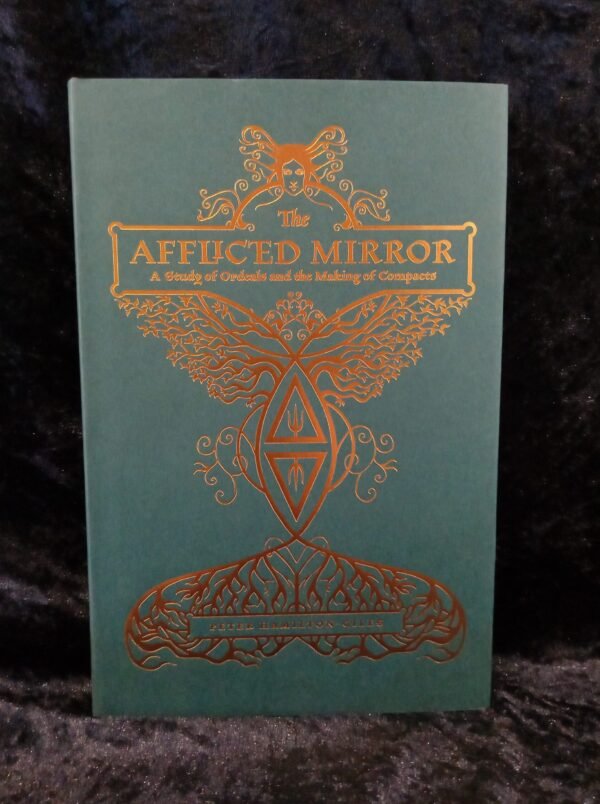 The
AFFLICTED MIRROR
A Study of Ordeals and the Making of Compacts
PETER HAMILTON-GILES